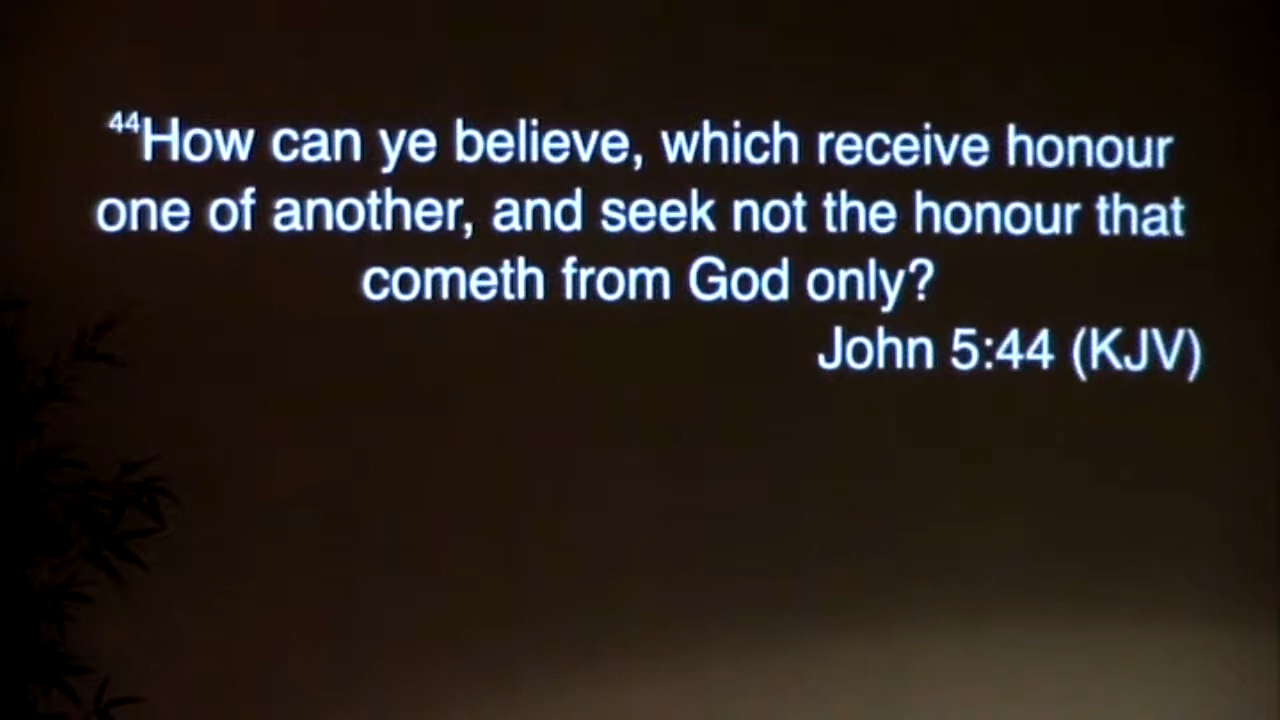 44How can ye believe, which receive honour
one of another, and seek not the honour that
cometh from God only?
John 5:44 (KJV)